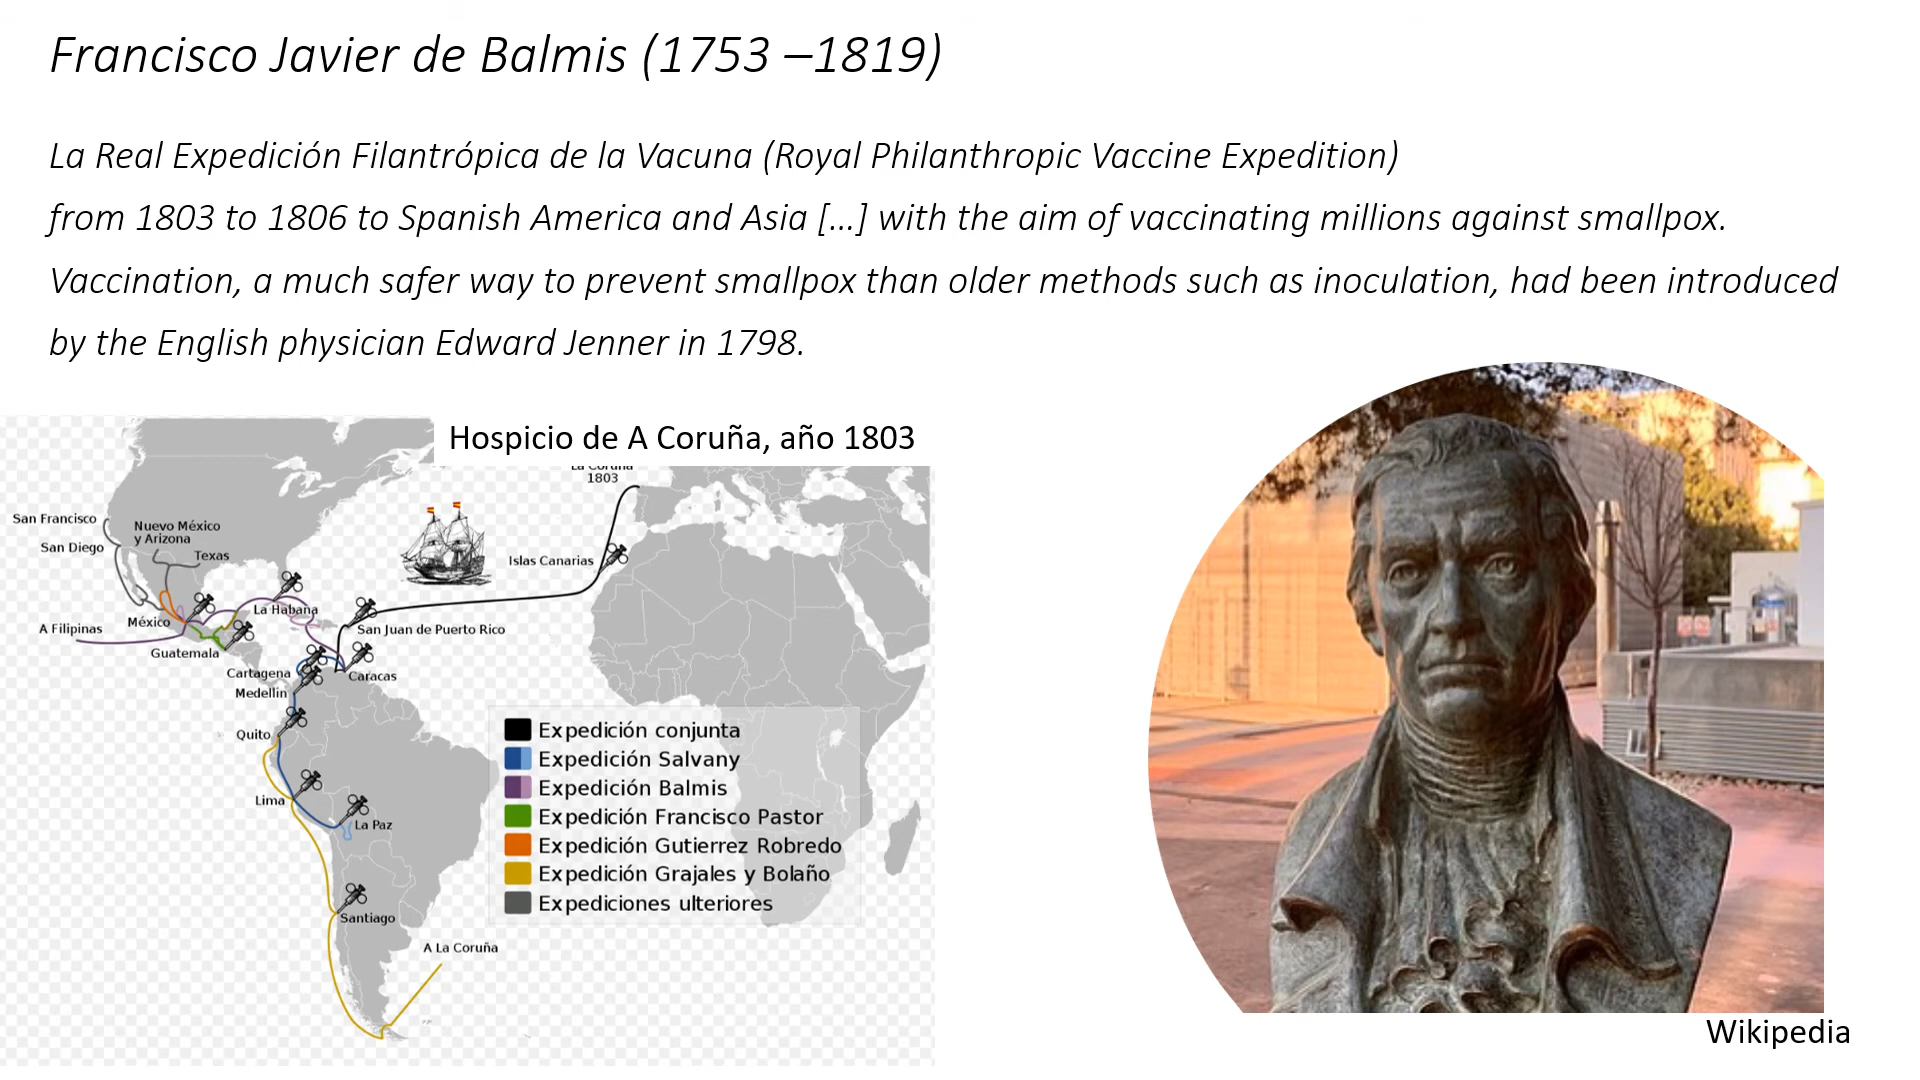 Francisco Javier de Balmis (1753 –1819)
La Real Expedición Filantrópica de la Vacuna (Royal Philanthropic Vaccine Expedition)
from 1803 to 1806 to Spanish America and Asia [...] with the aim of vaccinating millions against smallpox.
Vaccination, a much safer way to prevent smallpox than older methods such as inoculation, had been introduced
by the English physician Edward Jenner in 1798.
Hospicio de A Coruña, año 1803
La Coruña
1803
San Francisco
San Diego
Nuevo México
y Arizona
Texas
Islas Canarias
La Habana
México
A Filipinas
San Juan de Puerto Rico
Guatemala
Cartagena
Medellin
Caracas
Quito
Lima
La Paz
Santiago
A La Coruña
Expedición conjunta
Expedición Salvany
Expedición Balmis
Expedición Francisco Pastor
Expedición Gutierrez Robredo
Expedición Grajales y Bolaño
Expediciones ulteriores
Wikipedia